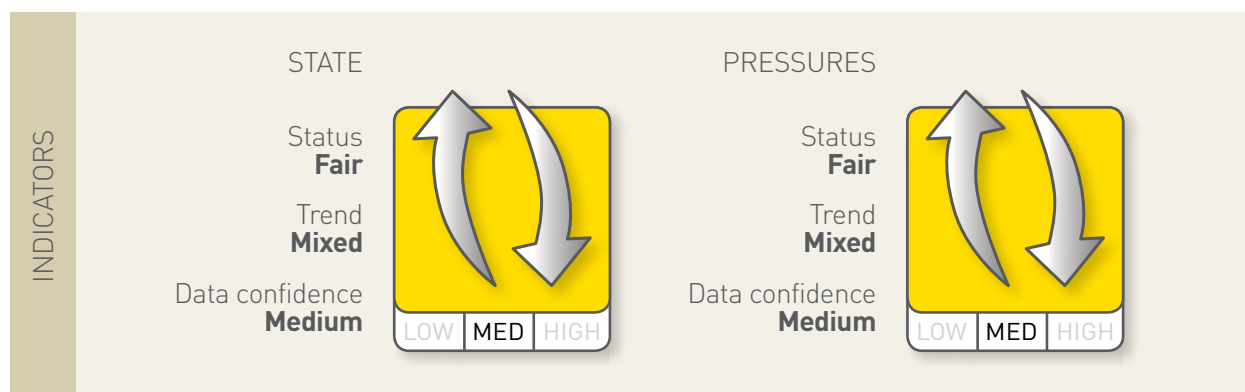 INDICATORS
STATE
Status
Fair
Trend
Mixed
Data confidence
Medium
LOW MED HIGH
PRESSURES
Status
Fair
Trend
Mixed
Data confidence
Medium
LOW MED HIGH